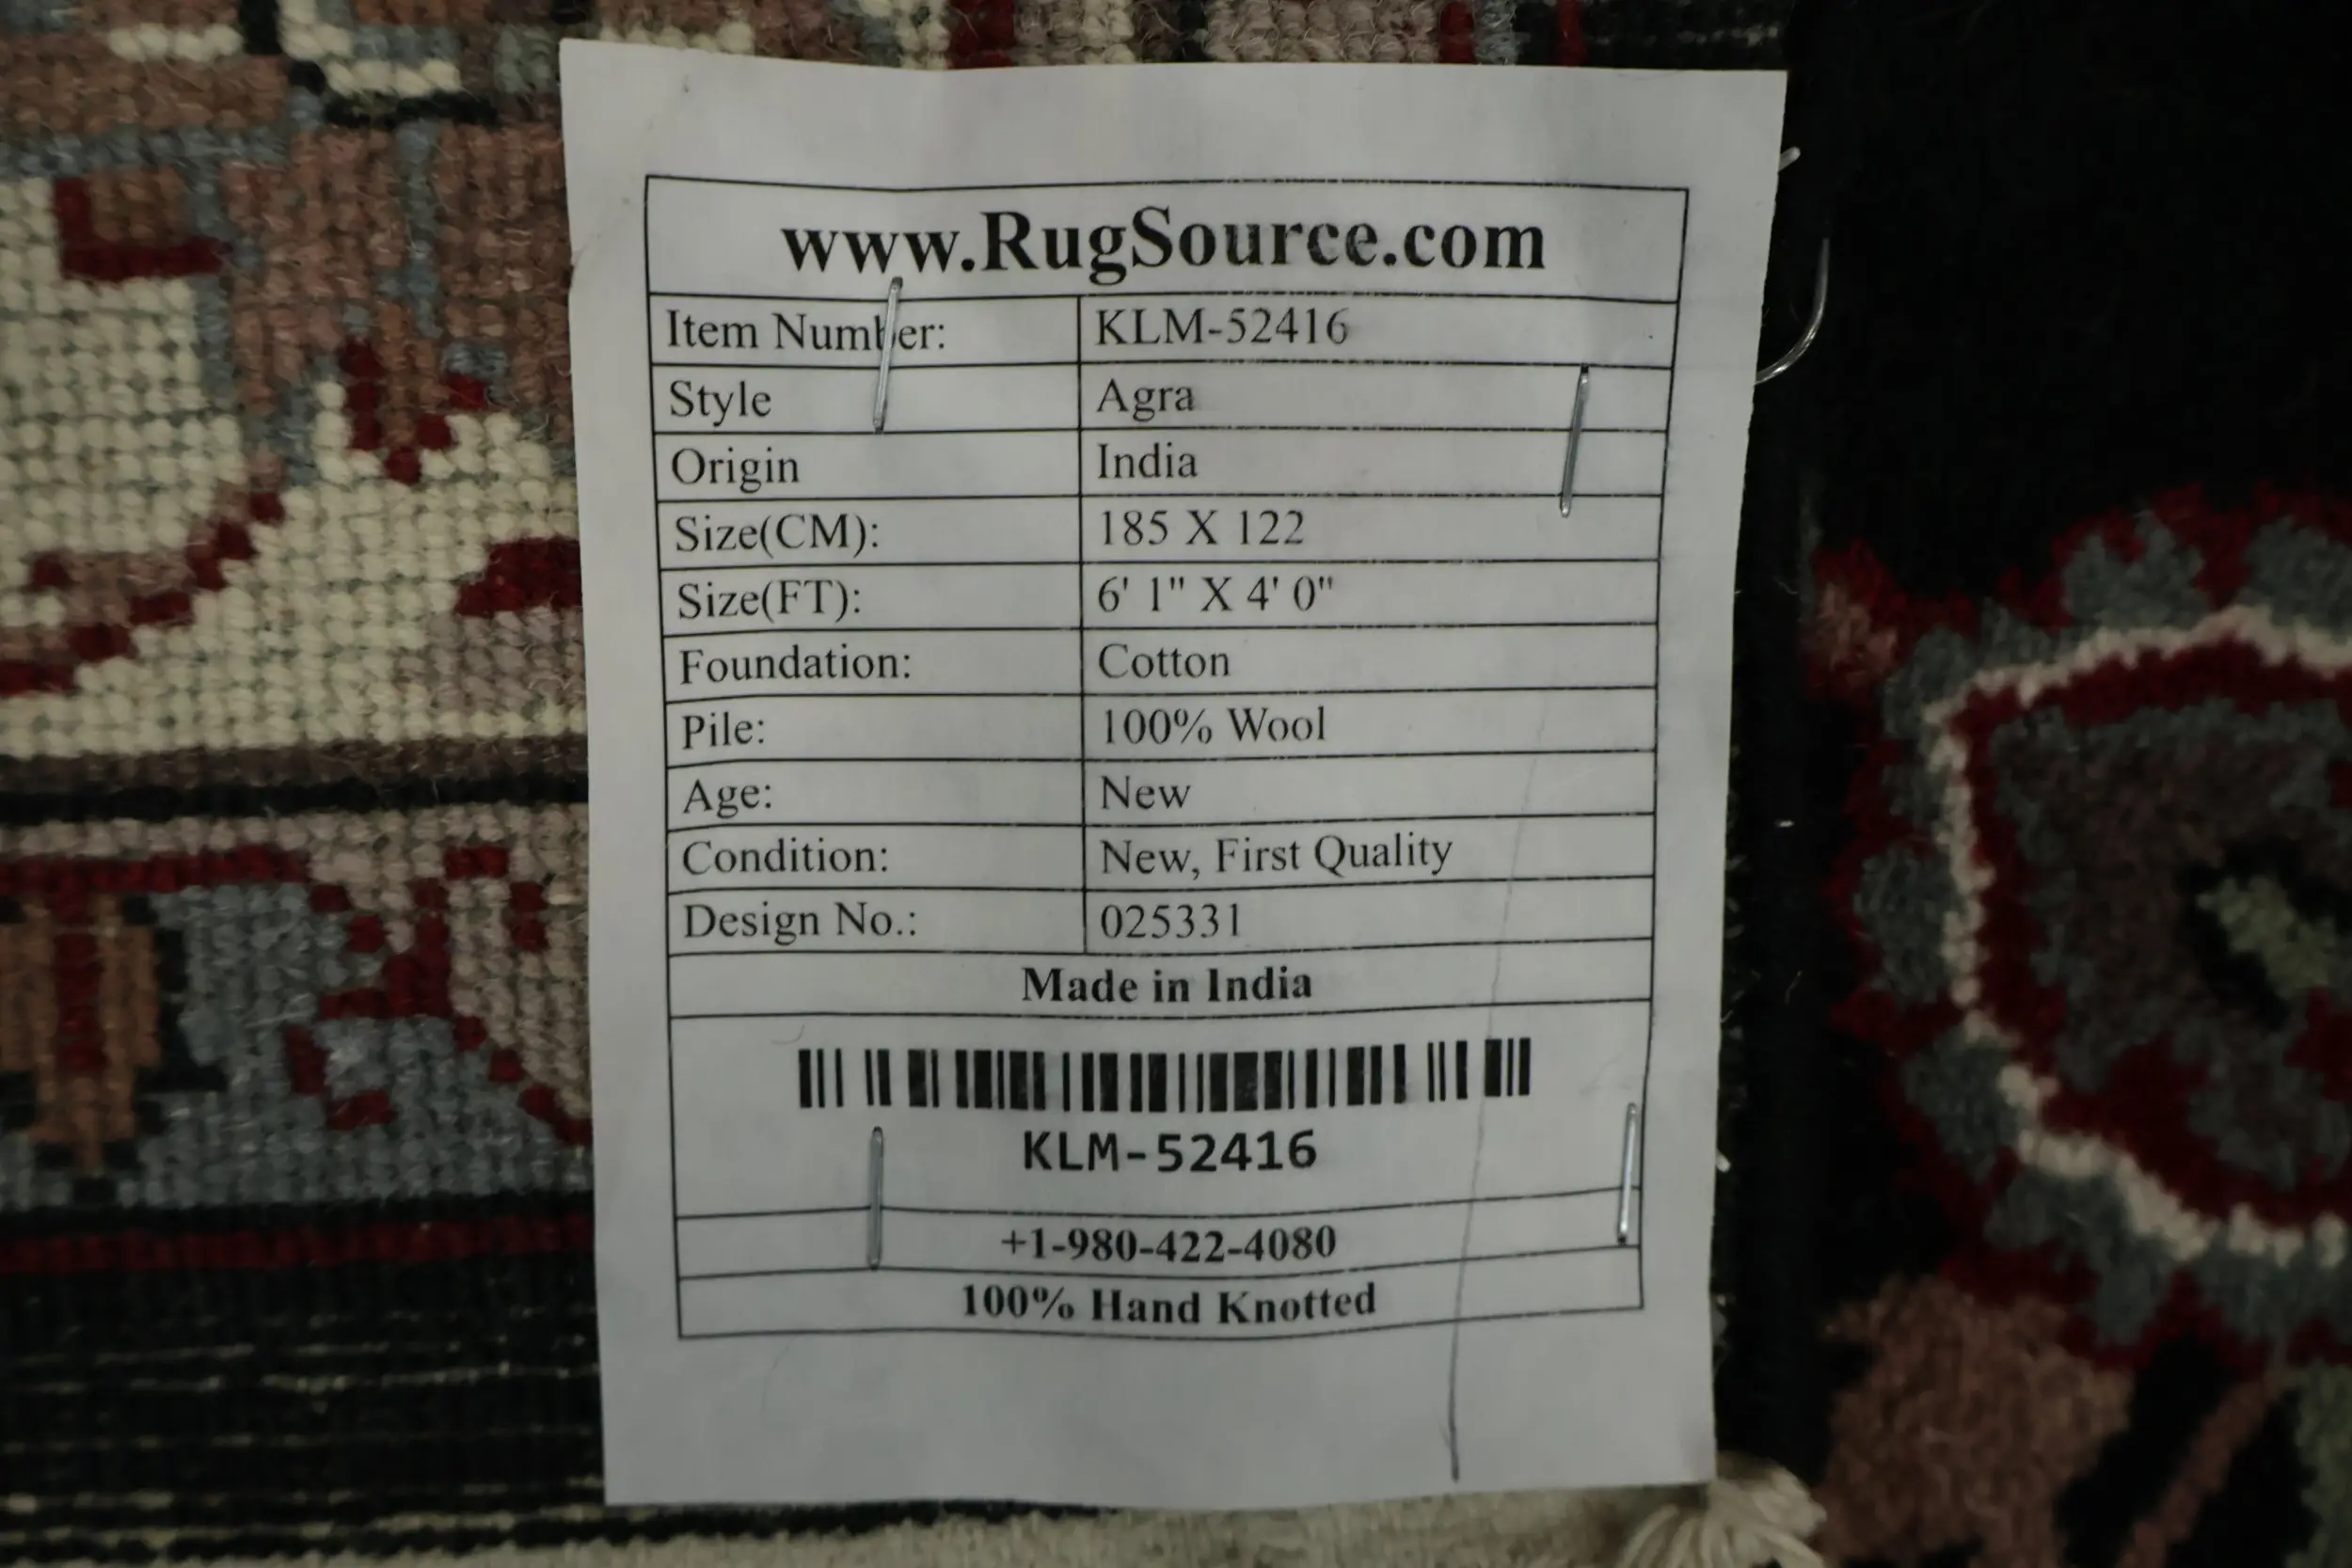 www.RugSource.com
Item Number: KLM-52416
Style Agra
Origin India
Size(CM): 185 X 122
Size(FT): 6' 1" X 4' 0"
Foundation: Cotton
Pile: 100% Wool
Age: New
Condition: New, First Quality
Design No.: 025331
Made in India
KLM-52416
+1-980-422-4080
100% Hand Knotted